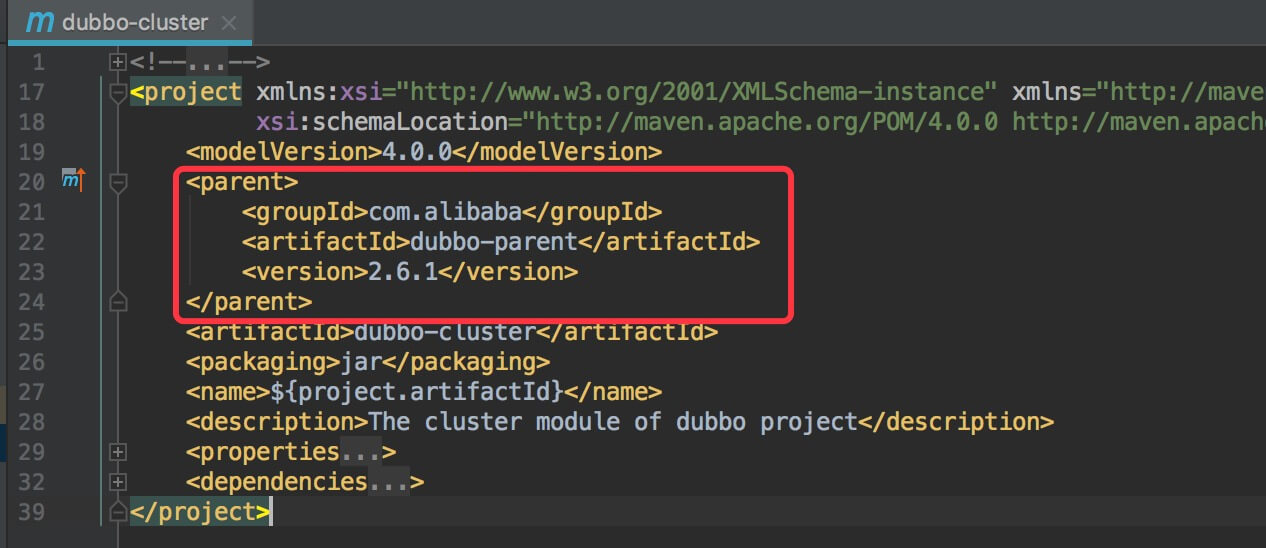 m dubbo-cluster ×
1 <!--...-->
17 <project xmlns:xsi="http://www.w3.org/2001/XMLSchema-instance" xmlns="http://maven
18 xsi:schemaLocation="http://maven.apache.org/POM/4.0.0 http://maven.apache
19 <modelVersion>4.0.0</modelVersion>
20 m <parent>
21 <groupId>com.alibaba</groupId>
22 <artifactId>dubbo-parent</artifactId>
23 <version>2.6.1</version>
24 </parent>
25 <artifactId>dubbo-cluster</artifactId>
26 <packaging>jar</packaging>
27 <name>${project.artifactId}</name>
28 <description>The cluster module of dubbo project</description>
29 <properties...>
32 <dependencies...>
39 </project>